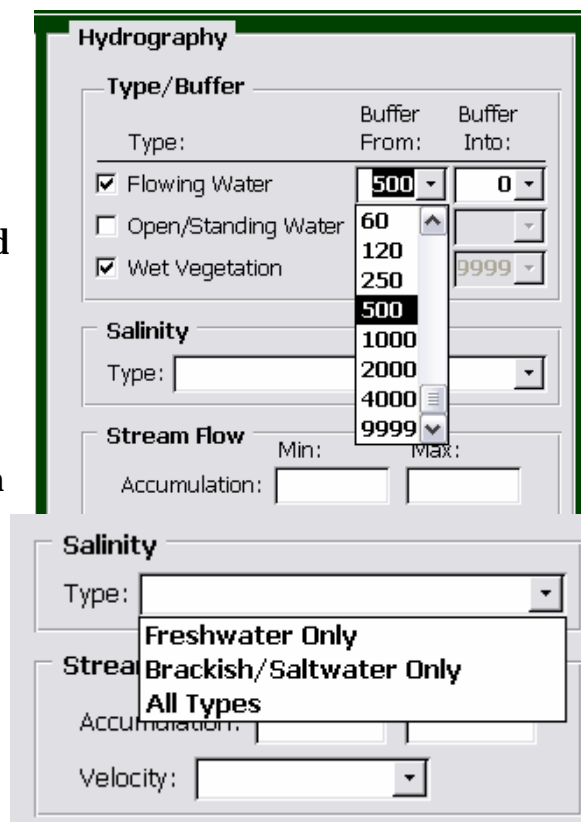 Hydrography
Type/Buffer
Buffer Buffer
Type: From: Into:
Flowing Water 500 0
d
Open/Standing Water 60
120
Wet Vegetation 9999
250
500
Salinity
1000
Type: 2000
4000
Stream Flow 9999
Min: Max:
Accumulation:
Salinity
Type:
Freshwater Only
Brackish/Saltwater Only
All Types
Velocity: